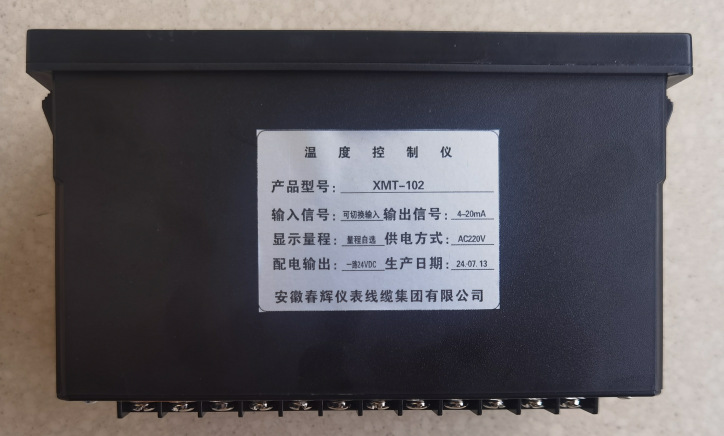 温度控制仪
产品型号: XMT-102
输入信号: 可切换输入 输出信号: 4-20mA
显示量程: 量程自选 供电方式: AC220V
配电输出: 一路24VDC 生产日期: 24.07.13
安徽春辉仪表线缆集团有限公司